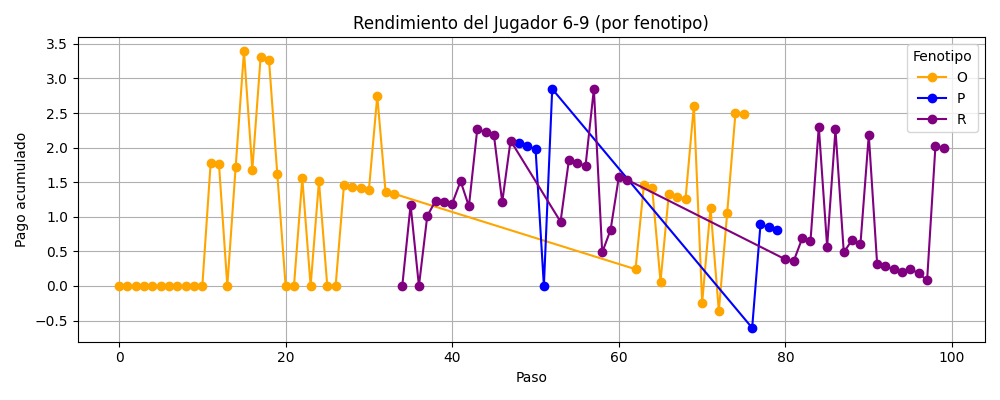 Rendimiento del Jugador 6-9 (por fenotipo)
Pago acumulado
3.5
3.0
2.5
2.0
1.5
1.0
0.5
0.0
−0.5
Fenotipo
O
P
R
0
20
40
60
80
100
Paso